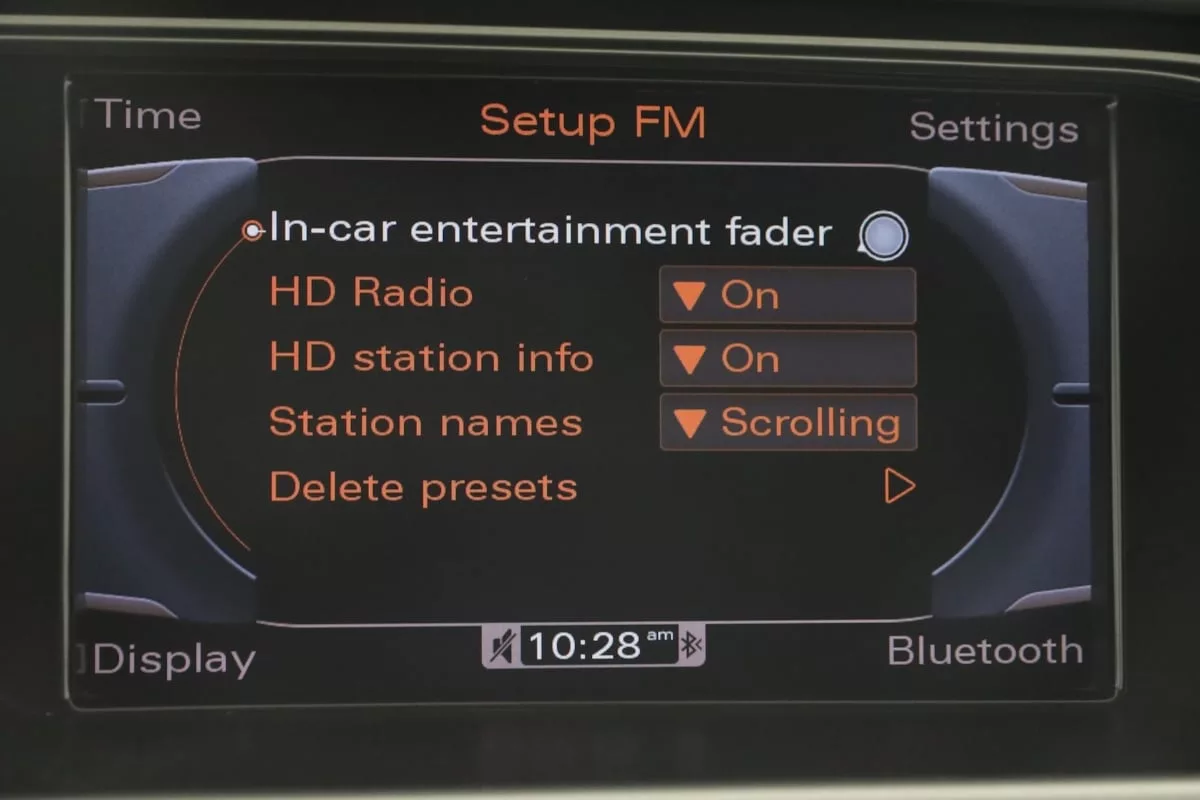 Time Setup FM Settings
In-car entertainment fader
HD Radio On
HD station info On
Station names Scrolling
Delete presets
Display 10:28 am Bluetooth